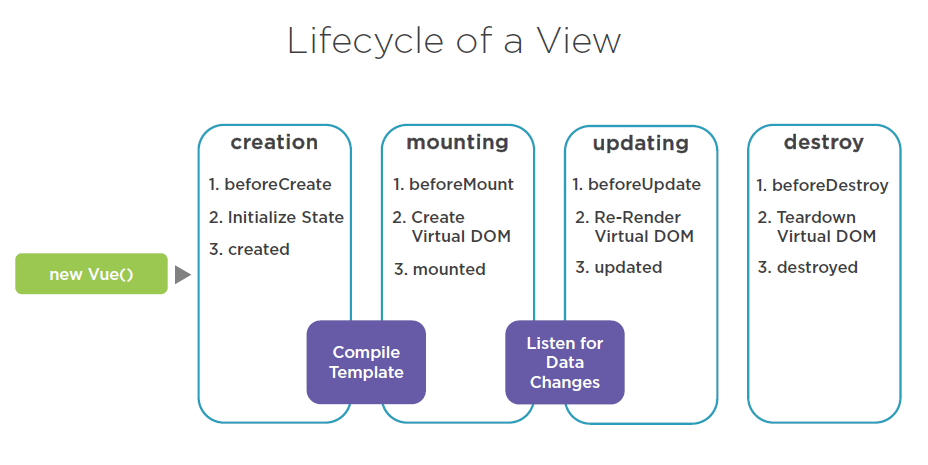 Lifecycle of a View
new Vue()
creation
1. beforeCreate
2. Initialize State
3. created
Compile
Template
mounting
1. beforeMount
2. Create
Virtual DOM
3. mounted
Listen for
Data
Changes
updating
1. beforeUpdate
2. Re-Render
Virtual DOM
3. updated
destroy
1. beforeDestroy
2. Teardown
Virtual DOM
3. destroyed